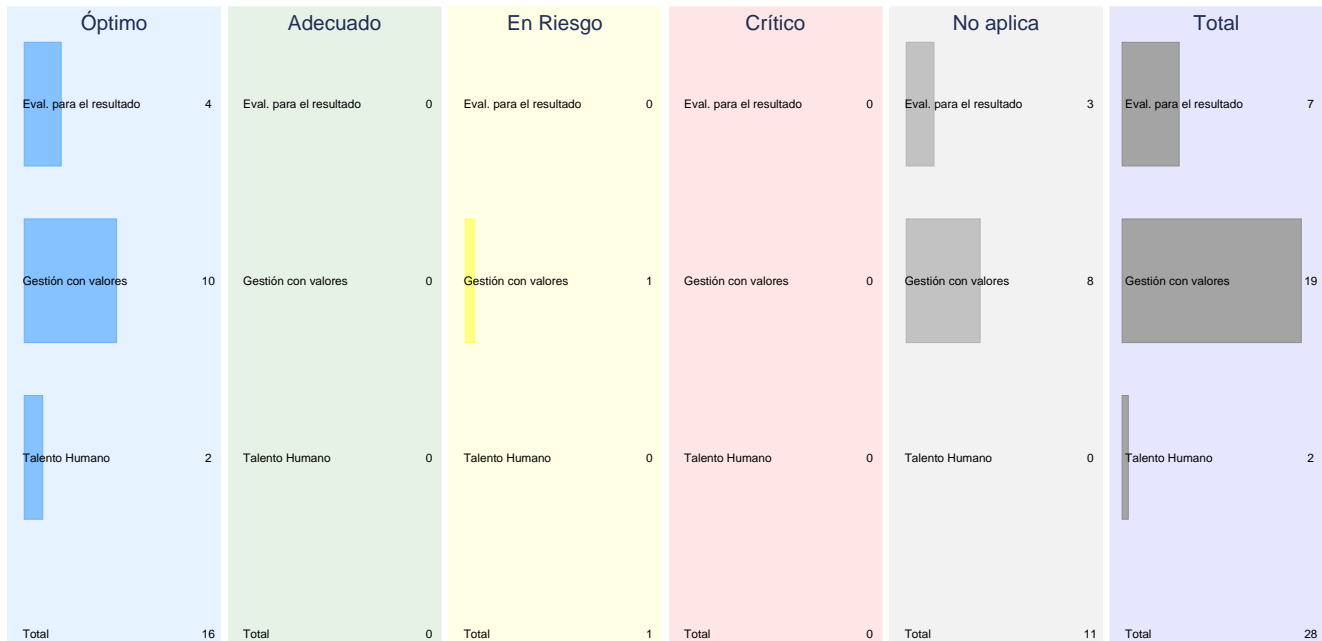 Óptimo Adecuado En Riesgo Crítico No aplica Total
Eval. para el resultado 4 Eval. para el resultado 0 Eval. para el resultado 0 Eval. para el resultado 0 Eval. para el resultado 3 Eval. para el resultado 7
Gestión con valores 10 Gestión con valores 0 Gestión con valores 1 Gestión con valores 0 Gestión con valores 8 Gestión con valores 19
Talento Humano 2 Talento Humano 0 Talento Humano 0 Talento Humano 0 Talento Humano 0 Talento Humano 2
Total 16 Total 0 Total 1 Total 0 Total 11 Total 28